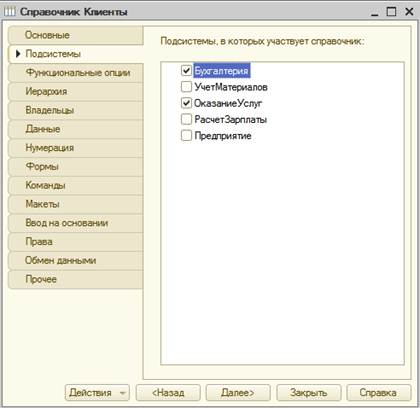 Справочник Клиенты
Основные
Подсистемы
Функциональные опции
Иерархия
Владельцы
Данные
Нумерация
Формы
Команды
Макеты
Ввод на основании
Права
Обмен данными
Прочее
Подсистемы, в которых участвует справочник:
Бухгалтерия
УчетМатериалов
ОказаниеУслуг
РасчетЗарплаты
Предприятие
Действия
<Назад
Далее>
Закрыть
Справка